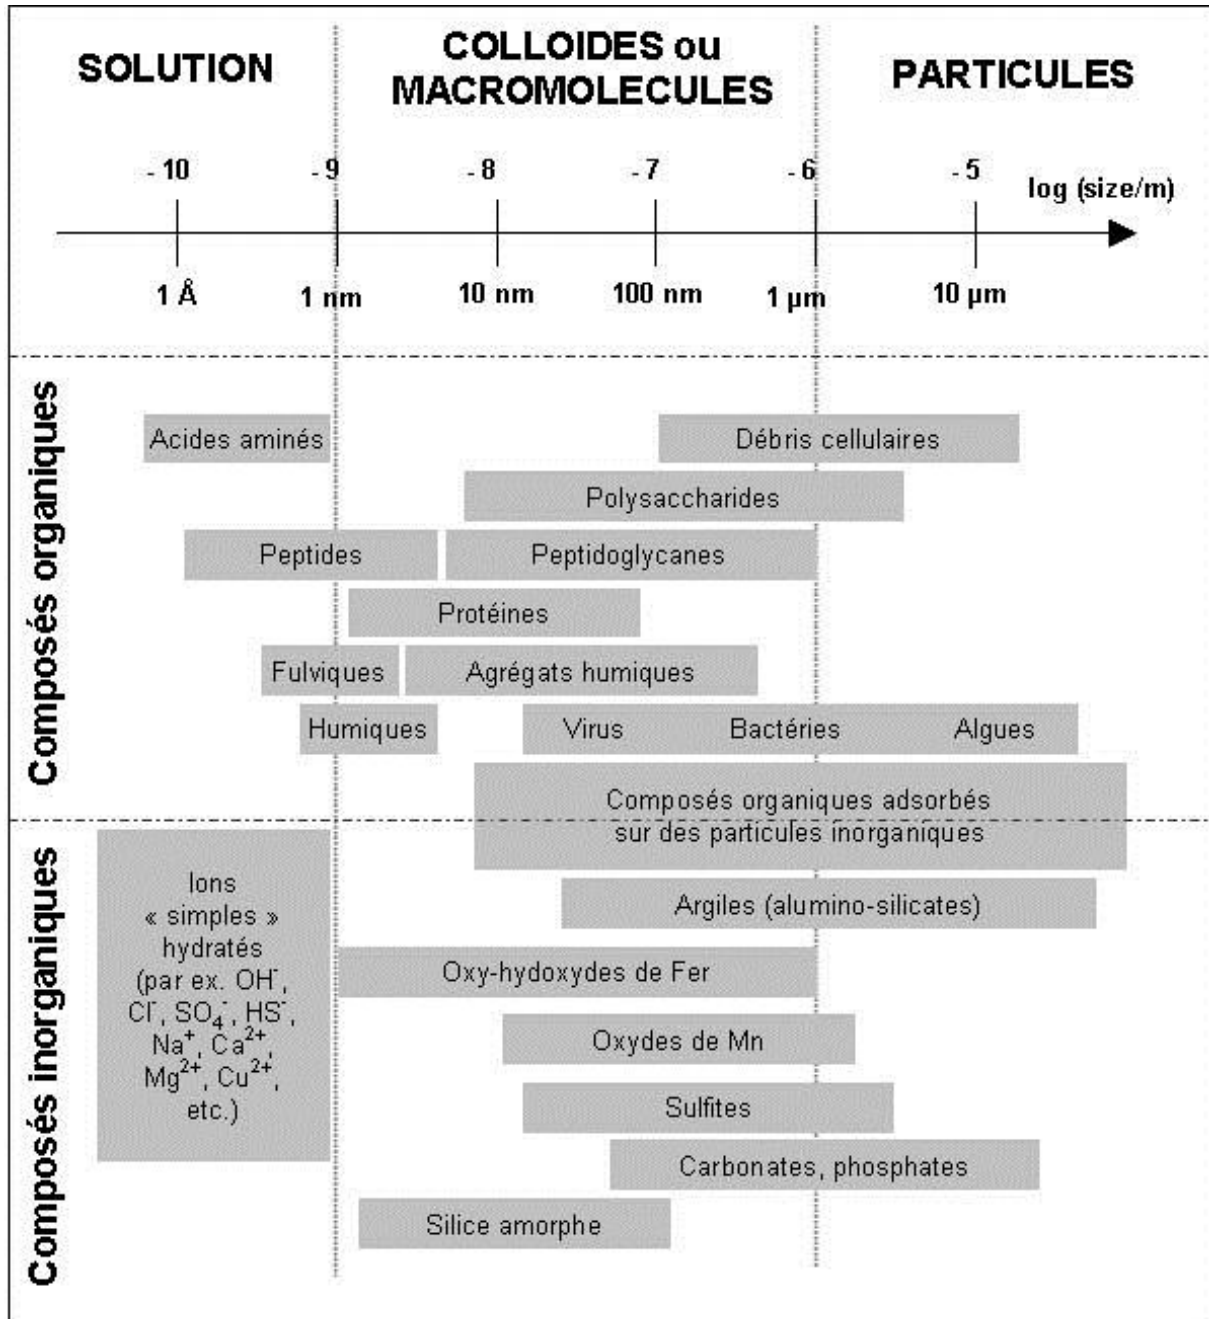 SOLUTION
COLLOIDES ou
MACROMOLECULES
PARTICULES
- 10
- 9
- 8
- 7
- 6
- 5
log (size/m)
1 Å
1 nm
10 nm
100 nm
1 µm
10 µm
Composés organiques
Acides aminés
Débris cellulaires
Polysaccharides
Peptides
Peptidoglycanes
Protéines
Fulviques
Agrégats humiques
Humiques
Virus
Bactéries
Algues
Composés organiques adsorbés
sur des particules inorganiques
Composés inorganiques
Ions
« simples »
hydratés
(par ex. OH⁻,
Cl⁻, SO₄⁻, HS⁻,
Na⁺, Ca²⁺,
Mg²⁺, Cu²⁺,
etc.)
Argiles (alumino-silicates)
Oxy-hydoxydes de Fer
Oxydes de Mn
Sulfites
Carbonates, phosphates
Silice amorphe